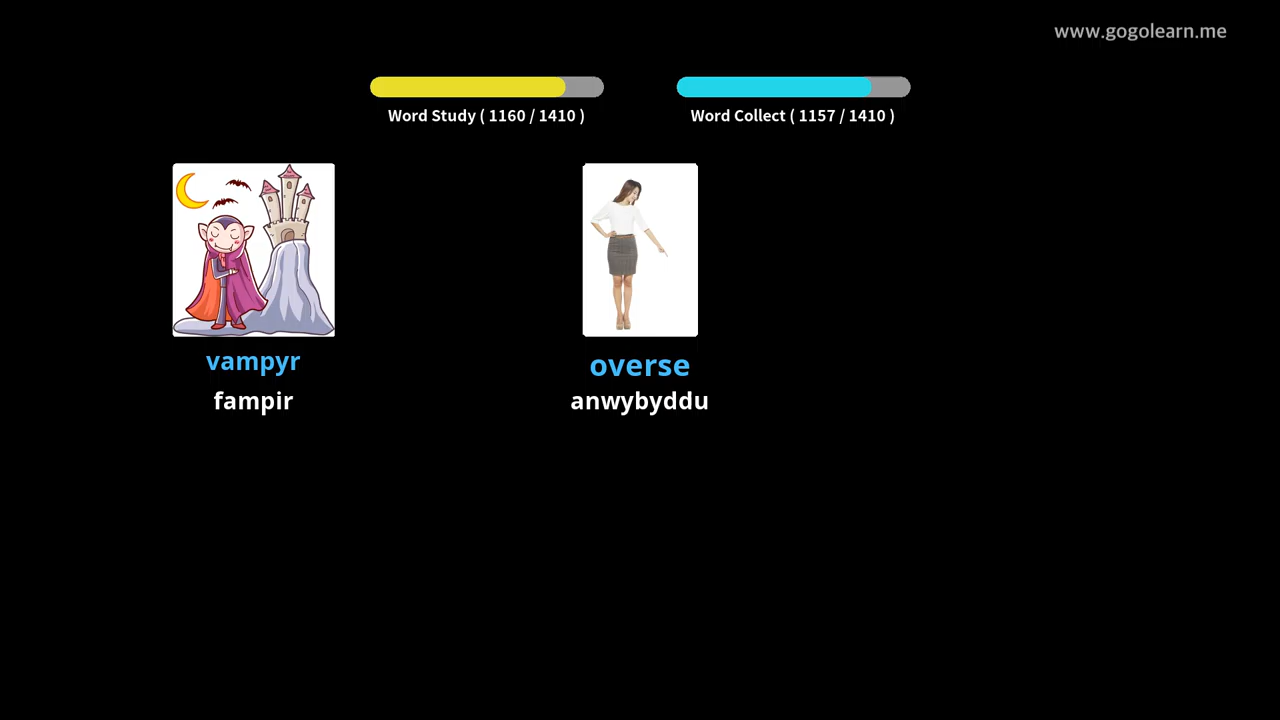 www.gogolearn.me
Word Study ( 1160 / 1410 )
Word Collect ( 1157 / 1410 )
vampyr
fampir
overse
anwybyddu